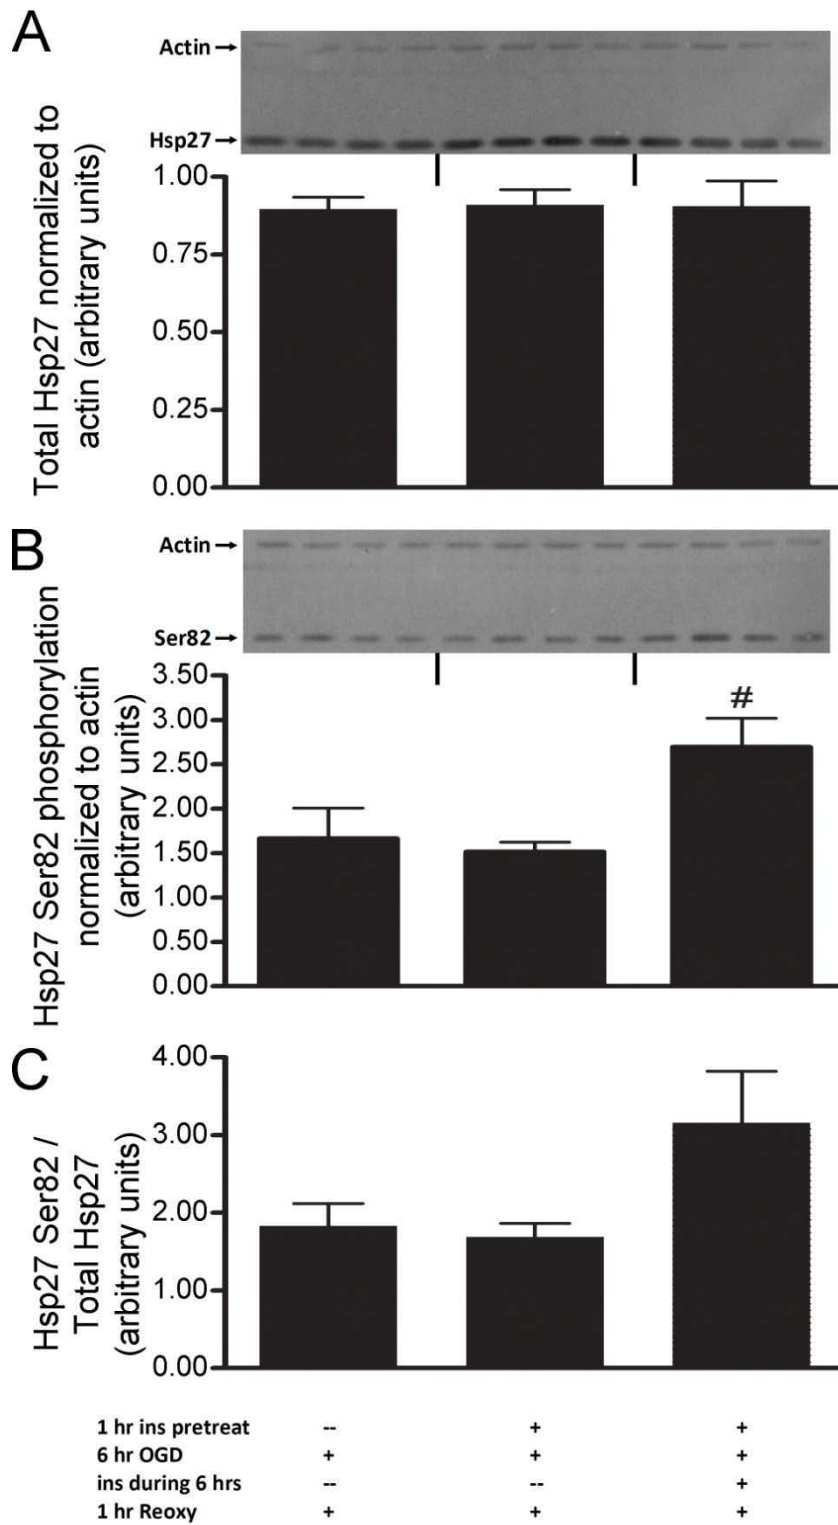 A
Actin
Hsp27
Total Hsp27 normalized to
actin (arbitrary units)
1.00
0.75
0.50
0.25
0.00
B
Actin
Ser82
Hsp27 Ser82 phosphorylation
normalized to actin
(arbitrary units)
3.50
3.00
2.50
2.00
1.50
1.00
0.50
0.00
#
C
Hsp27 Ser82 /
Total Hsp27
(arbitrary units)
4.00
3.00
2.00
1.00
0.00
1 hr ins pretreat -- + +
6 hr OGD + + +
ins during 6 hrs -- -- +
1 hr Reoxy + + +